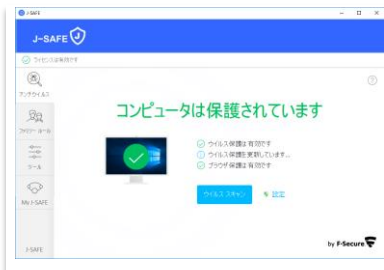 J-SAFE
J-SAFE
ライセンスは有効です
アンチウイルス
コンピュータは保護されています
ファミリー ルール
ウイルス保護は有効です
ウイルス保護を更新しています...
ブラウザ保護は有効です
ツール
ウイルス スキャン
設定
My J-SAFE
J-SAFE
by F-Secure